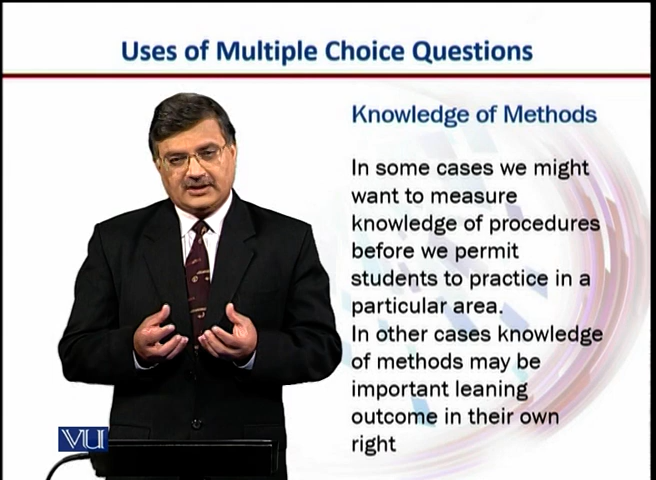 Uses of Multiple Choice Questions
Knowledge of Methods
In some cases we might
want to measure
knowledge of procedures
before we permit
students to practice in a
particular area.
In other cases knowledge
of methods may be
important leaning
outcome in their own
right
VU